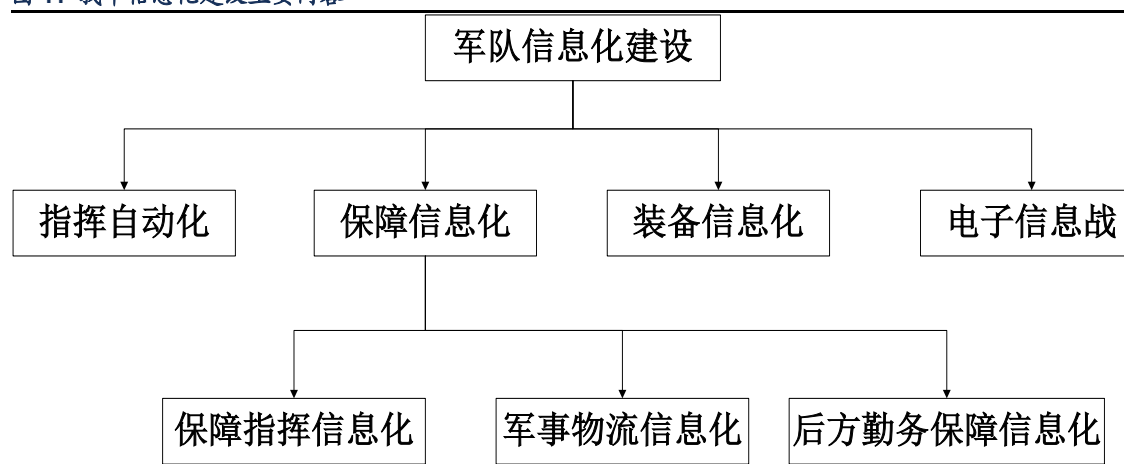 军队信息化建设
指挥自动化
保障信息化
装备信息化
电子信息战
保障指挥信息化
军事物流信息化
后方勤务保障信息化